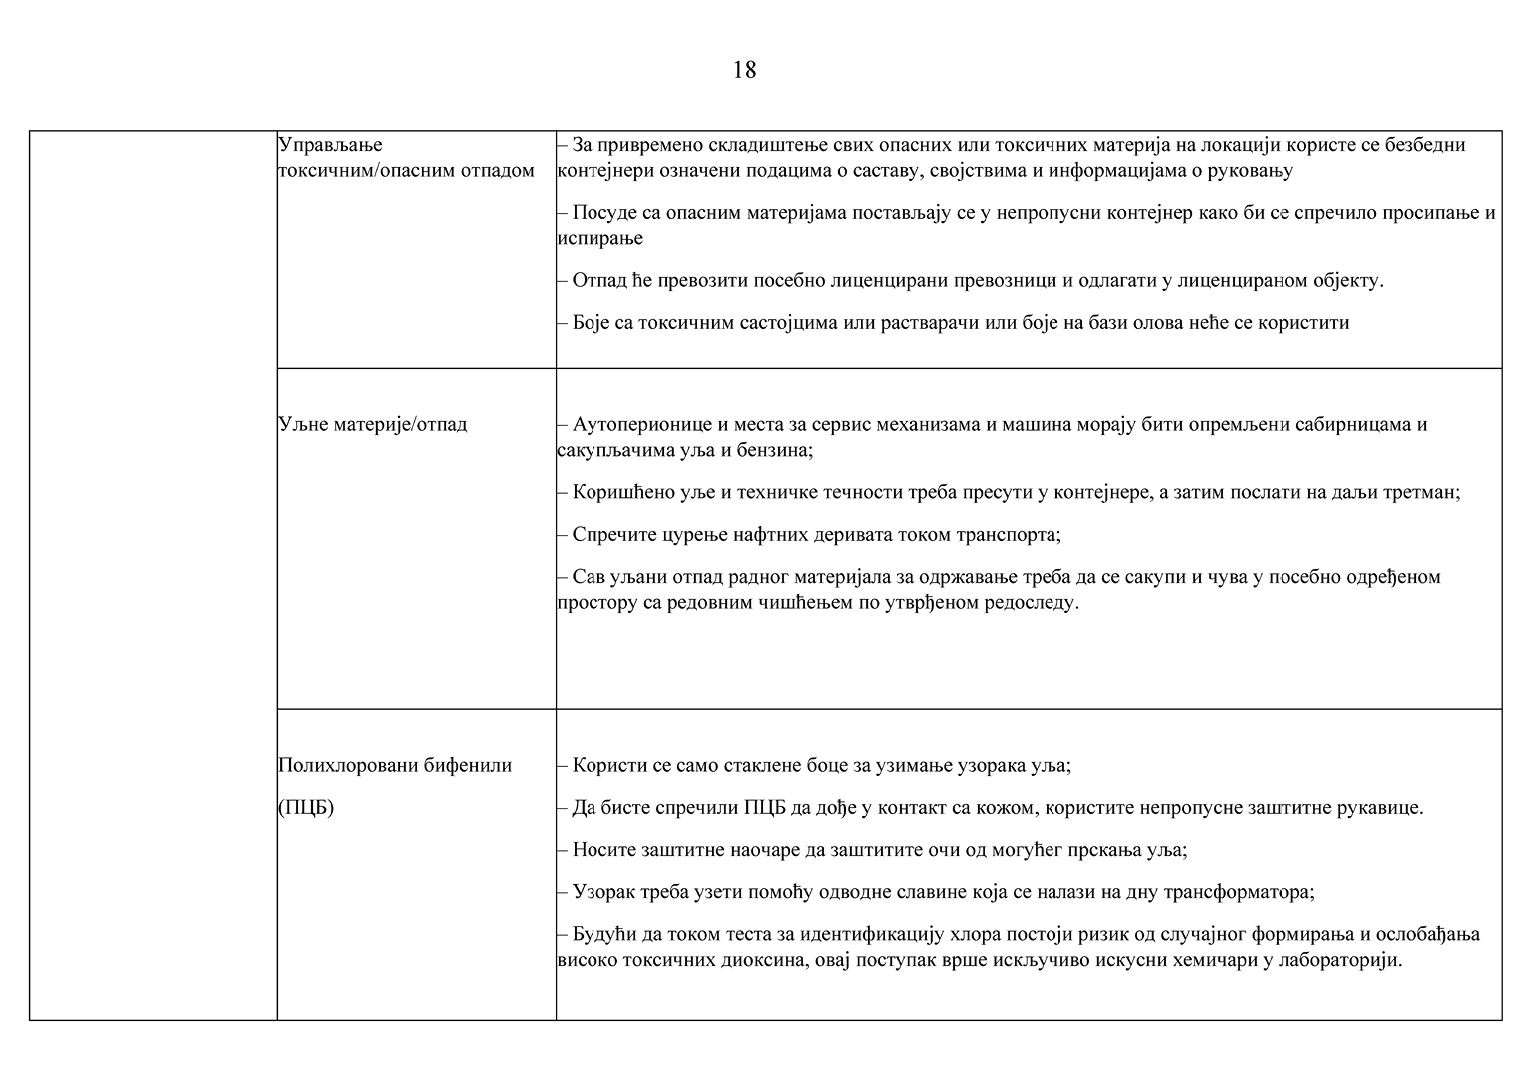 18
Управљање
токсичним/опасним отпадом
– За привремено складиштење свих опасних или токсичних материја на локацији користе се безбедни
контејнери означени подацима о саставу, својствима и информацијама о руковању
– Посуде са опасним материјама постављају се у непропусни контејнер како би се спречило просипање и
испирање
– Отпад ће превозити посебно лиценцирани превозници и одлагати у лиценцираном објекту.
– Боје са токсичним састојцима или растварачи или боје на бази олова неће се користити
Уљне материје/отпад
– Аутоперионице и места за сервис механизама и машина морају бити опремљени сабирницама и
сакупљачима уља и бензина;
– Коришћено уље и техничке течности треба пресути у контејнере, а затим послати на даљи третман;
– Спречите цурење нафтних деривата током транспорта;
– Сав уљани отпад радног материјала за одржавање треба да се сакупи и чува у посебно одређеном
простору са редовним чишћењем по утврђеном редоследу.
Полихлоровани бифенили
(ПЦБ)
– Користи се само стаклене боце за узимање узорака уља;
– Да бисте спречили ПЦБ да дође у контакт са кожом, користите непропусне заштитне рукавице.
– Носите заштитне наочаре да заштитите очи од могућег прскања уља;
– Узорак треба узети помоћу одводне славине која се налази на дну трансформатора;
– Будући да током теста за идентификацију хлора постоји ризик од случајног формирања и ослобађања
високо токсичних диоксина, овај поступак врше искључиво искусни хемичари у лабораторији.